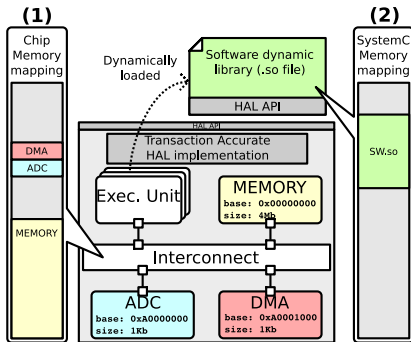 (1)
Chip
Memory
mapping
DMA
ADC
MEMORY
Dynamically
loaded
Software dynamic
library (.so file)
HAL API
HAL API
Transaction Accurate
HAL implementation
Exec. Unit
MEMORY
base: 0x00000000
size: 4Mb
Interconnect
ADC
base: 0xA0000000
size: 1Kb
DMA
base: 0xA0001000
size: 1Kb
(2)
SystemC
Memory
mapping
SW.so